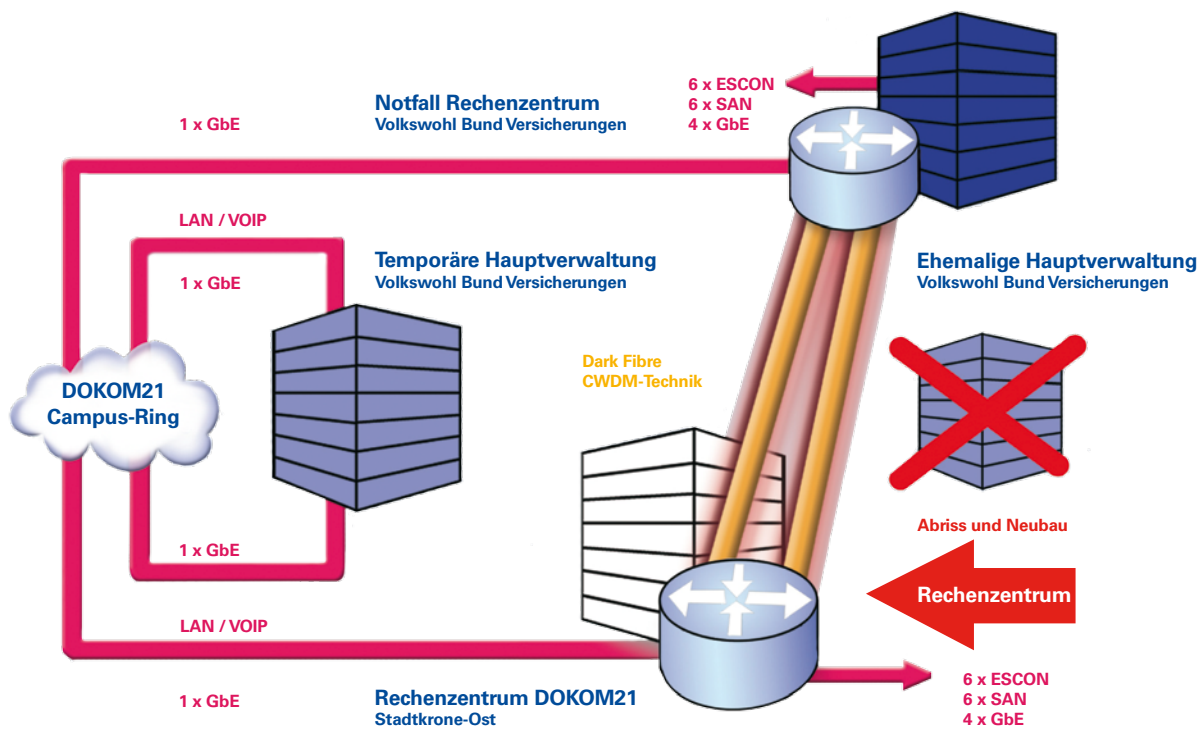 6 x ESCON
6 x SAN
4 x GbE
Notfall Rechenzentrum
Volkswohl Bund Versicherungen
1 x GbE
LAN / VOIP
1 x GbE
Temporäre Hauptverwaltung
Volkswohl Bund Versicherungen
Ehemalige Hauptverwaltung
Volkswohl Bund Versicherungen
Dark Fibre
CWDM-Technik
DOKOM21
Campus-Ring
Abriss und Neubau
1 x GbE
Rechenzentrum
LAN / VOIP
1 x GbE
Rechenzentrum DOKOM21
Stadtkrone-Ost
6 x ESCON
6 x SAN
4 x GbE